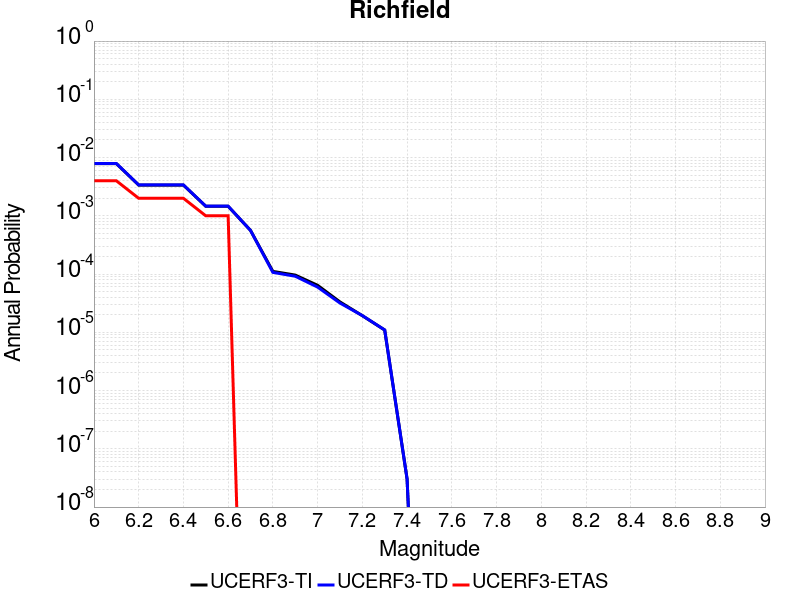 Richfield
10^0
10^-1
10^-2
10^-3
10^-4
10^-5
10^-6
10^-7
10^-8
Annual Probability
6 6.2 6.4 6.6 6.8 7 7.2 7.4 7.6 7.8 8 8.2 8.4 8.6 8.8 9
Magnitude
UCERF3-TI UCERF3-TD UCERF3-ETAS